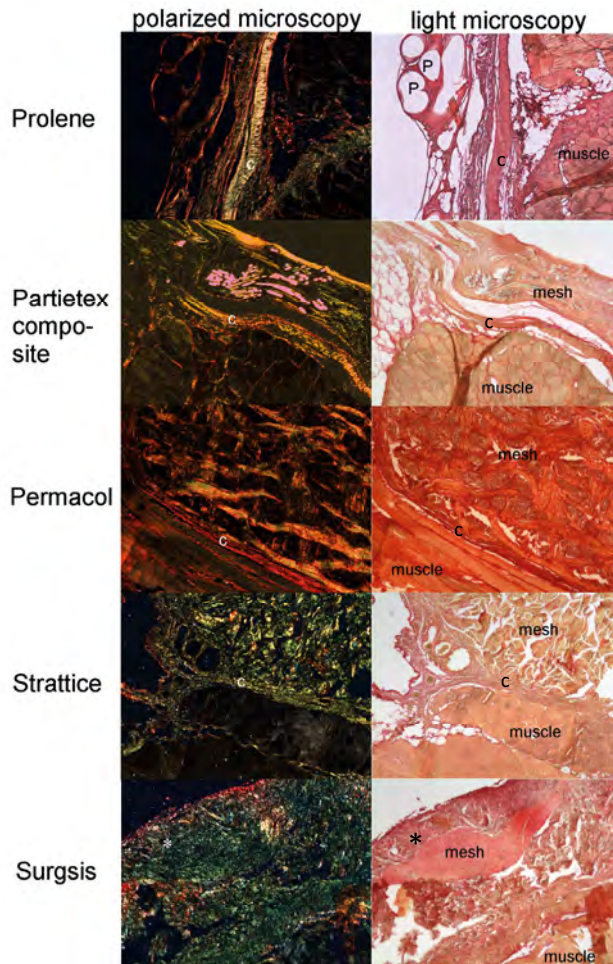 polarized microscopy light microscopy
Prolene
P
P
c
c
muscle
Partietex
compo-
site
mesh
c
c
muscle
Permacol
mesh
c
c
muscle
Strattice
mesh
c
c
muscle
Surgsis
*
*
mesh
muscle